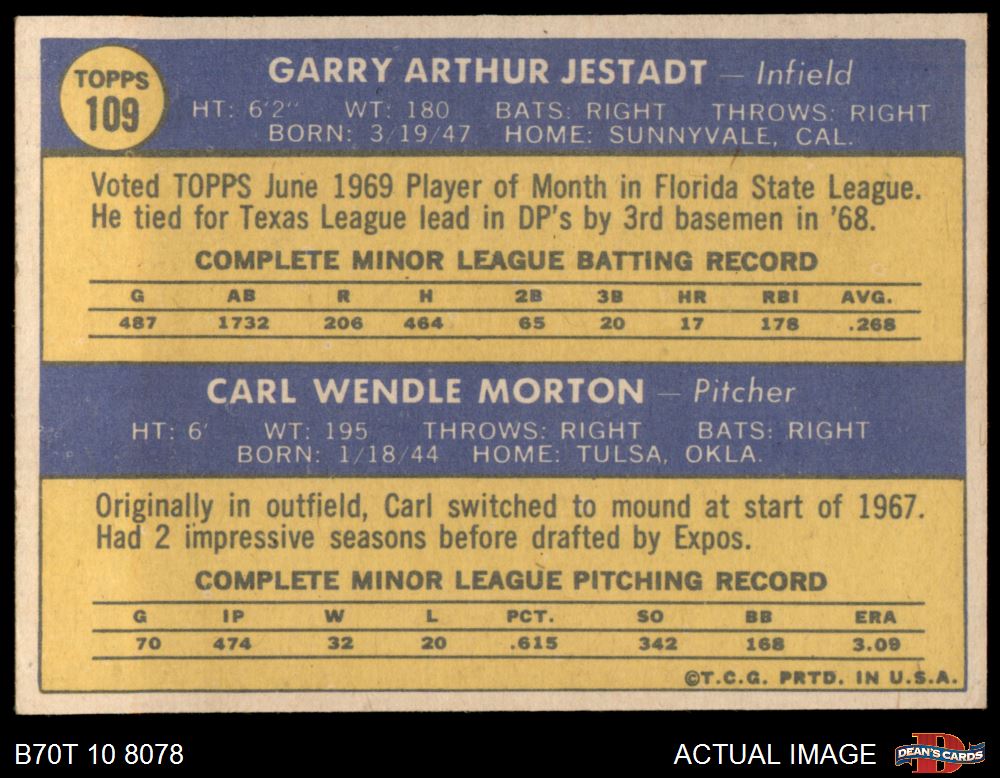 TOPPS
109
GARRY ARTHUR JESTADT — Infield
HT: 6'2" WT: 180 BATS: RIGHT THROWS: RIGHT
BORN: 3/19/47 HOME: SUNNYVALE, CAL.
Voted TOPPS June 1969 Player of Month in Florida State League.
He tied for Texas League lead in DP's by 3rd basemen in '68.
COMPLETE MINOR LEAGUE BATTING RECORD
G AB R H 2B 3B HR RBI AVG.
487 1732 206 464 65 20 17 178 .268
CARL WENDLE MORTON — Pitcher
HT: 6' WT: 195 THROWS: RIGHT BATS: RIGHT
BORN: 1/18/44 HOME: TULSA, OKLA.
Originally in outfield, Carl switched to mound at start of 1967.
Had 2 impressive seasons before drafted by Expos.
COMPLETE MINOR LEAGUE PITCHING RECORD
G IP W L PCT. SO BB ERA
70 474 32 20 .615 342 168 3.09
©T.C.G. PRTD. IN U.S.A.
B70T 10 8078 ACTUAL IMAGE DEAN'S CARDS